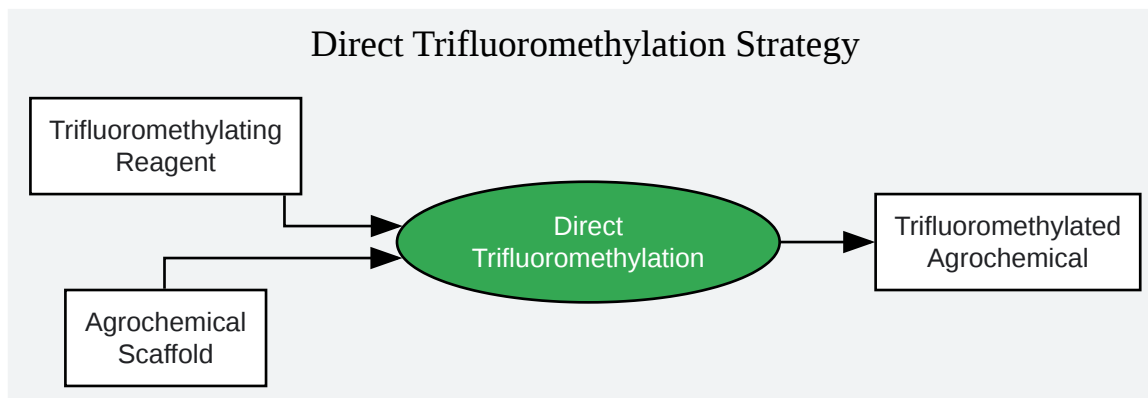 Direct Trifluoromethylation Strategy
Trifluoromethylating
Reagent
Agrochemical
Scaffold
Direct
Trifluoromethylation
Trifluoromethylated
Agrochemical